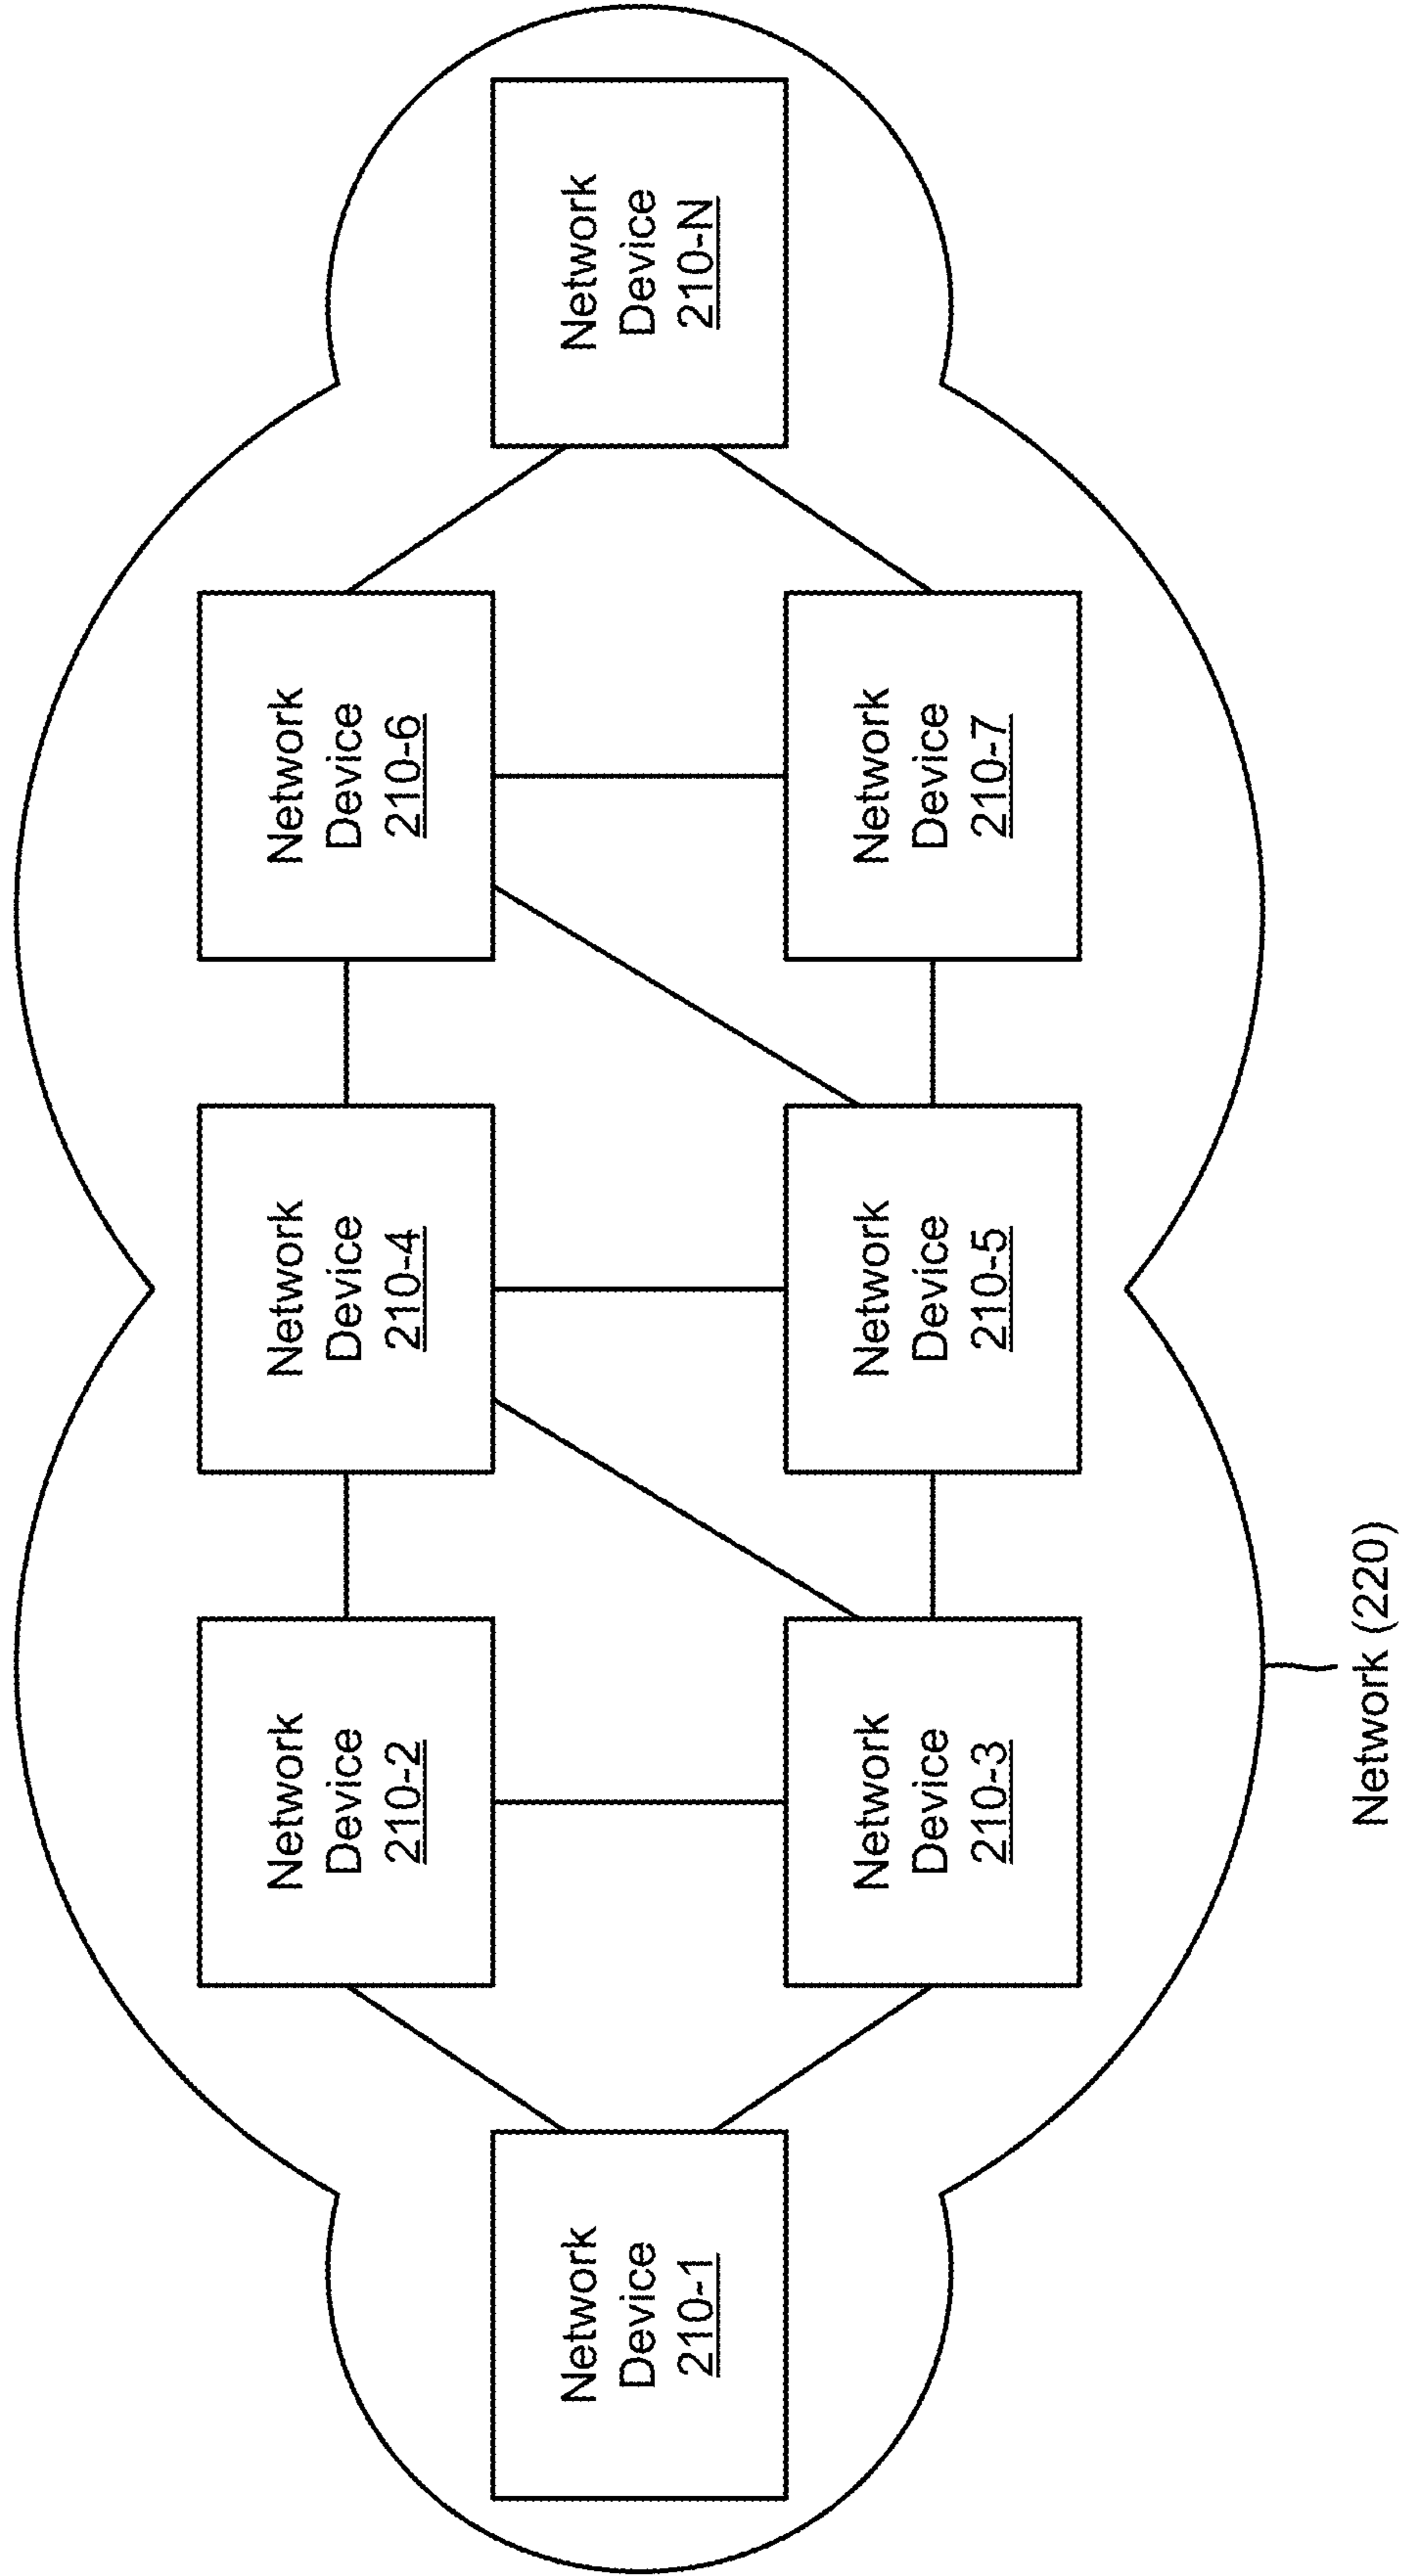 Network
Device
210-1
Network
Device
210-2
Network
Device
210-3
Network
Device
210-4
Network
Device
210-5
Network
Device
210-6
Network
Device
210-7
Network
Device
210-N
Network (220)